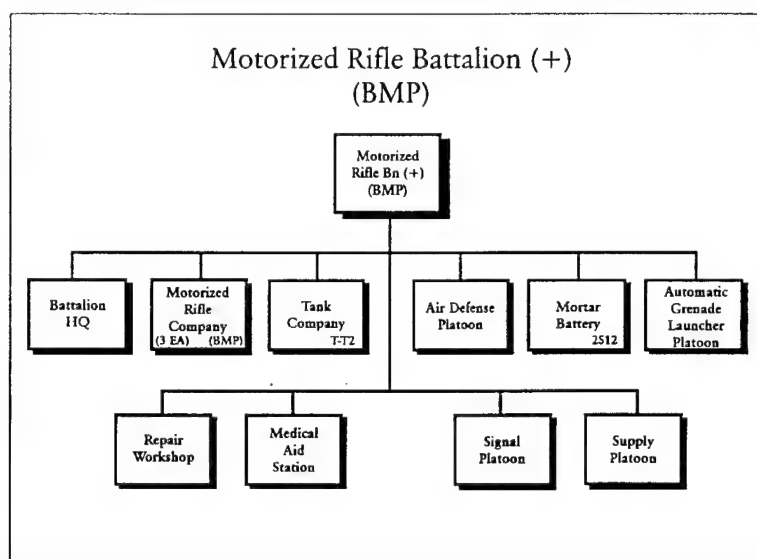 Motorized Rifle Battalion (+)
(BMP)
Motorized
Rifle Bn (+)
(BMP)
Battalion
HQ
Motorized
Rifle
Company
(3 EA) (BMP)
Tank
Company
T-T2
Air Defense
Platoon
Mortar
Battery
2S12
Automatic
Grenade
Launcher
Platoon
Repair
Workshop
Medical
Aid
Station
Signal
Platoon
Supply
Platoon